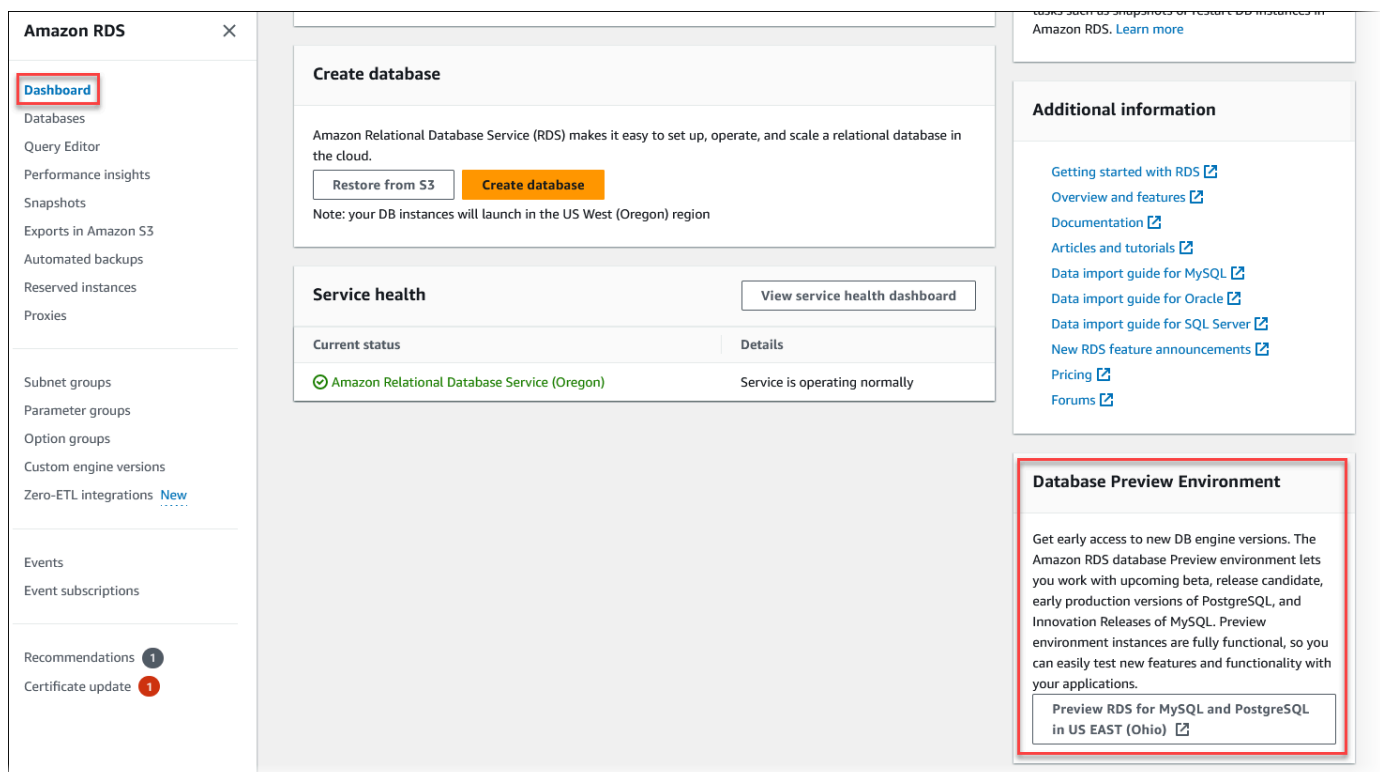 Amazon RDS
Dashboard
Databases
Query Editor
Performance insights
Snapshots
Exports in Amazon S3
Automated backups
Reserved instances
Proxies
Subnet groups
Parameter groups
Option groups
Custom engine versions
Zero-ETL integrations New
Events
Event subscriptions
Recommendations 1
Certificate update 1
Create database
Amazon Relational Database Service (RDS) makes it easy to set up, operate, and scale a relational database in
the cloud.
Restore from S3 Create database
Note: your DB instances will launch in the US West (Oregon) region
Service health View service health dashboard
Current status Details
Amazon Relational Database Service (Oregon) Service is operating normally
tasks such as snapshots or restart DB instances in
Amazon RDS. Learn more
Additional information
Getting started with RDS
Overview and features
Documentation
Articles and tutorials
Data import guide for MySQL
Data import guide for Oracle
Data import guide for SQL Server
New RDS feature announcements
Pricing
Forums
Database Preview Environment
Get early access to new DB engine versions. The
Amazon RDS database Preview environment lets
you work with upcoming beta, release candidate,
early production versions of PostgreSQL, and
Innovation Releases of MySQL. Preview
environment instances are fully functional, so you
can easily test new features and functionality with
your applications.
Preview RDS for MySQL and PostgreSQL
in US EAST (Ohio)